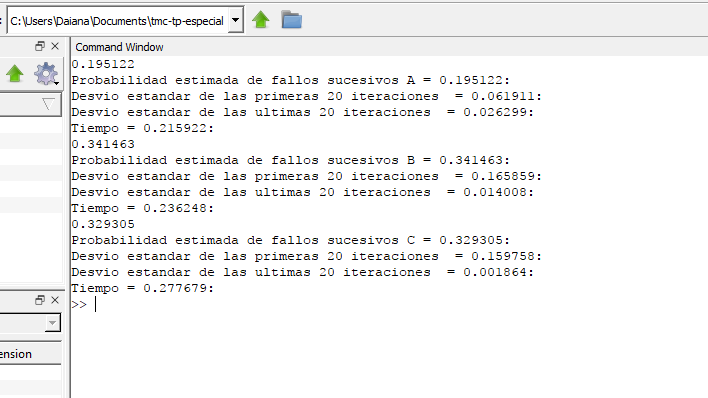 C:\Users\Daiana\Documents\tmc-tp-especial
Command Window
0.195122
Probabilidad estimada de fallos sucesivos A = 0.195122:
Desvio estandar de las primeras 20 iteraciones  = 0.061911:
Desvio estandar de las ultimas 20 iteraciones  = 0.026299:
Tiempo = 0.215922:
0.341463
Probabilidad estimada de fallos sucesivos B = 0.341463:
Desvio estandar de las primeras 20 iteraciones  = 0.165859:
Desvio estandar de las ultimas 20 iteraciones  = 0.014008:
Tiempo = 0.236248:
0.329305
Probabilidad estimada de fallos sucesivos C = 0.329305:
Desvio estandar de las primeras 20 iteraciones  = 0.159758:
Desvio estandar de las ultimas 20 iteraciones  = 0.001864:
Tiempo = 0.277679:
>>
ension